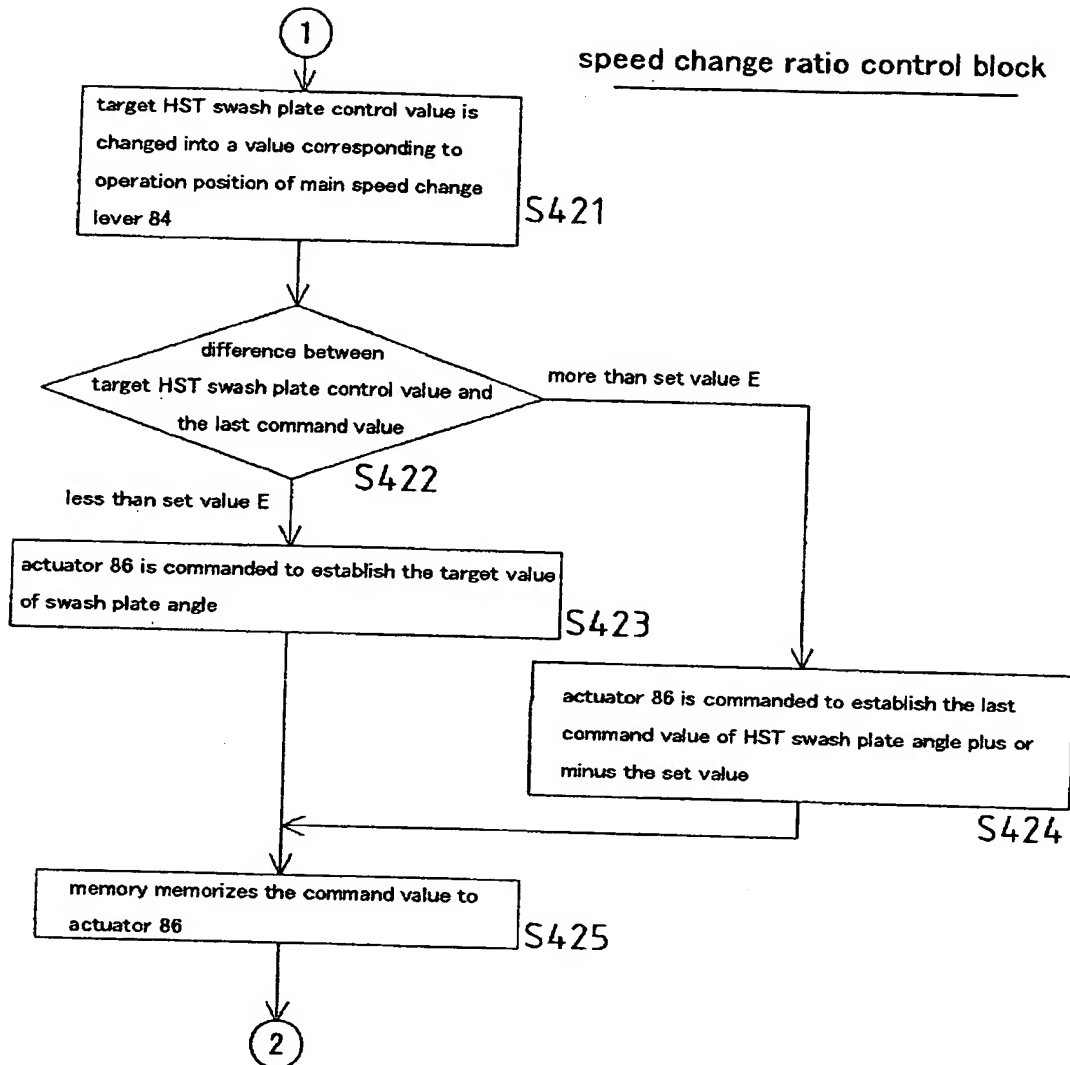 1
speed change ratio control block
target HST swash plate control value is
changed into a value corresponding to
operation position of main speed change
lever 84
S421
difference between
target HST swash plate control value and
the last command value
S422
more than set value E
less than set value E
actuator 86 is commanded to establish the target value
of swash plate angle
S423
actuator 86 is commanded to establish the last
command value of HST swash plate angle plus or
minus the set value
S424
memory memorizes the command value to
actuator 86
S425
2